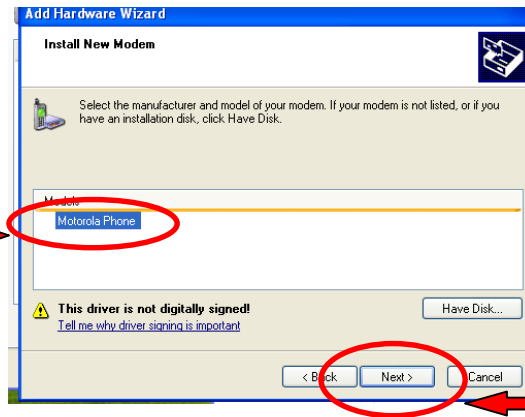 Add Hardware Wizard
Install New Modem
Select the manufacturer and model of your modem. If your modem is not listed, or if you
have an installation disk, click Have Disk.
Models
Motorola Phone
This driver is not digitally signed!
Tell me why driver signing is important
Have Disk...
< Back
Next >
Cancel